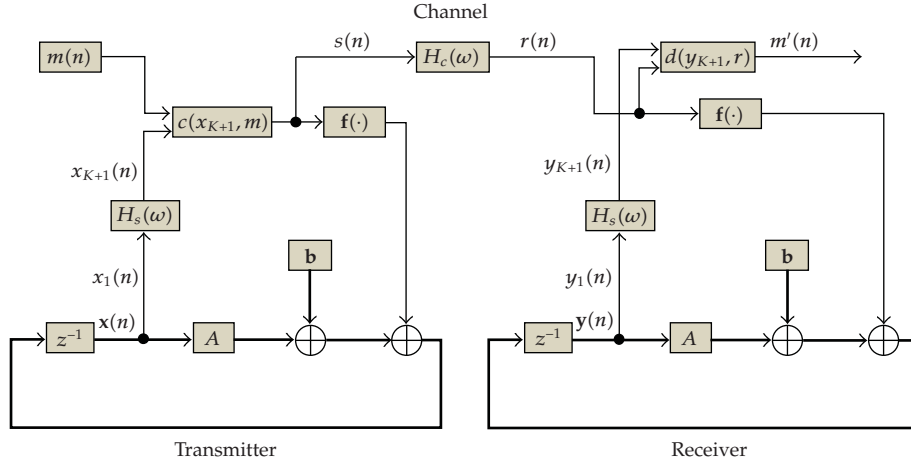 Channel
m(n)
s(n)
H_c(ω)
r(n)
d(y_{K+1}, r)
m′(n)
c(x_{K+1}, m)
f(·)
f(·)
x_{K+1}(n)
y_{K+1}(n)
H_s(ω)
H_s(ω)
b
b
x_1(n)
y_1(n)
z^{−1}
x(n)
A
z^{−1}
y(n)
A
Transmitter
Receiver